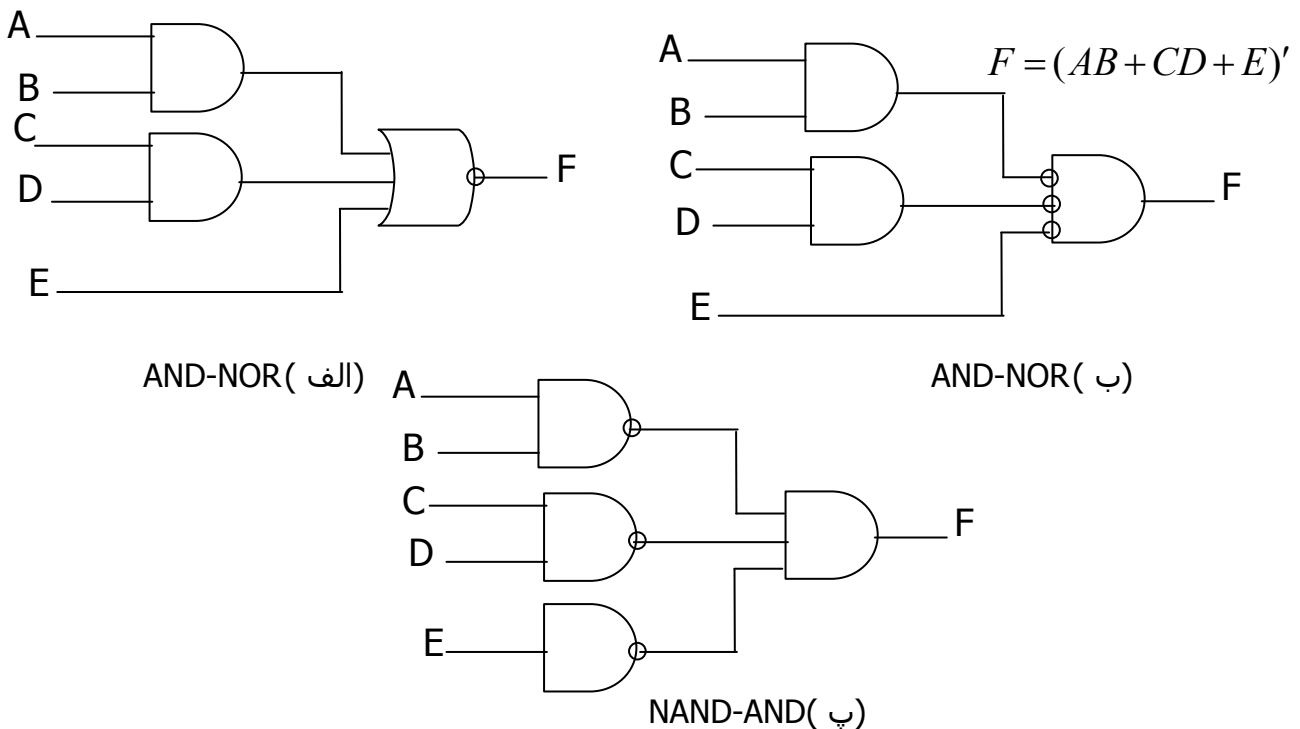 A
B
C
D
E
F
AND-NOR( الف)
A
B
C
D
E
F = (AB + CD + E)′
F
AND-NOR( ب)
A
B
C
D
E
F
NAND-AND( پ)